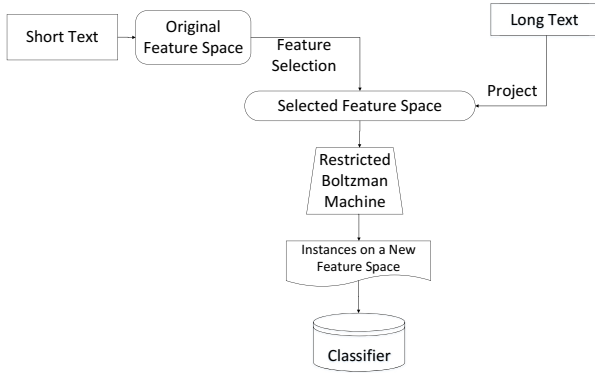 Short Text
Original
Feature Space
Feature
Selection
Long Text
Project
Selected Feature Space
Restricted
Boltzman
Machine
Instances on a New
Feature Space
Classifier